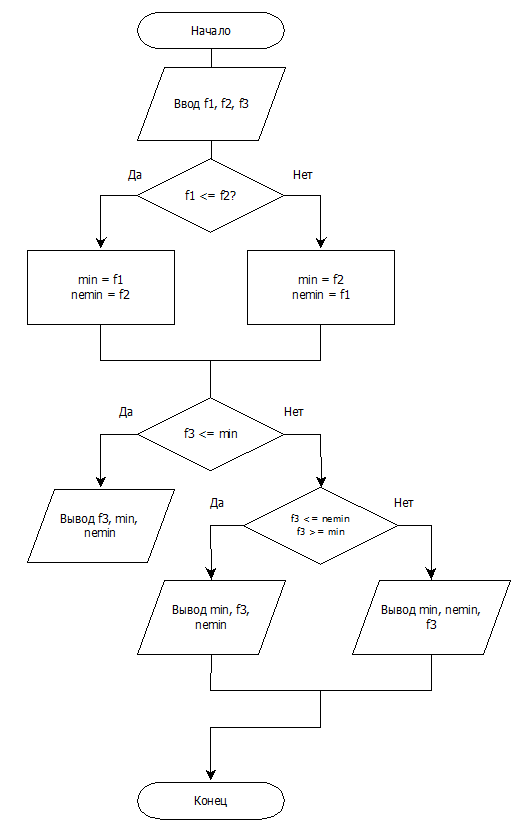 Начало
Ввод f1, f2, f3
Да
Нет
f1 <= f2?
min = f1
nemin = f2
min = f2
nemin = f1
Да
Нет
f3 <= min
Вывод f3, min,
nemin
Да
Нет
f3 <= nemin
f3 >= min
Вывод min, f3,
nemin
Вывод min, nemin,
f3
Конец